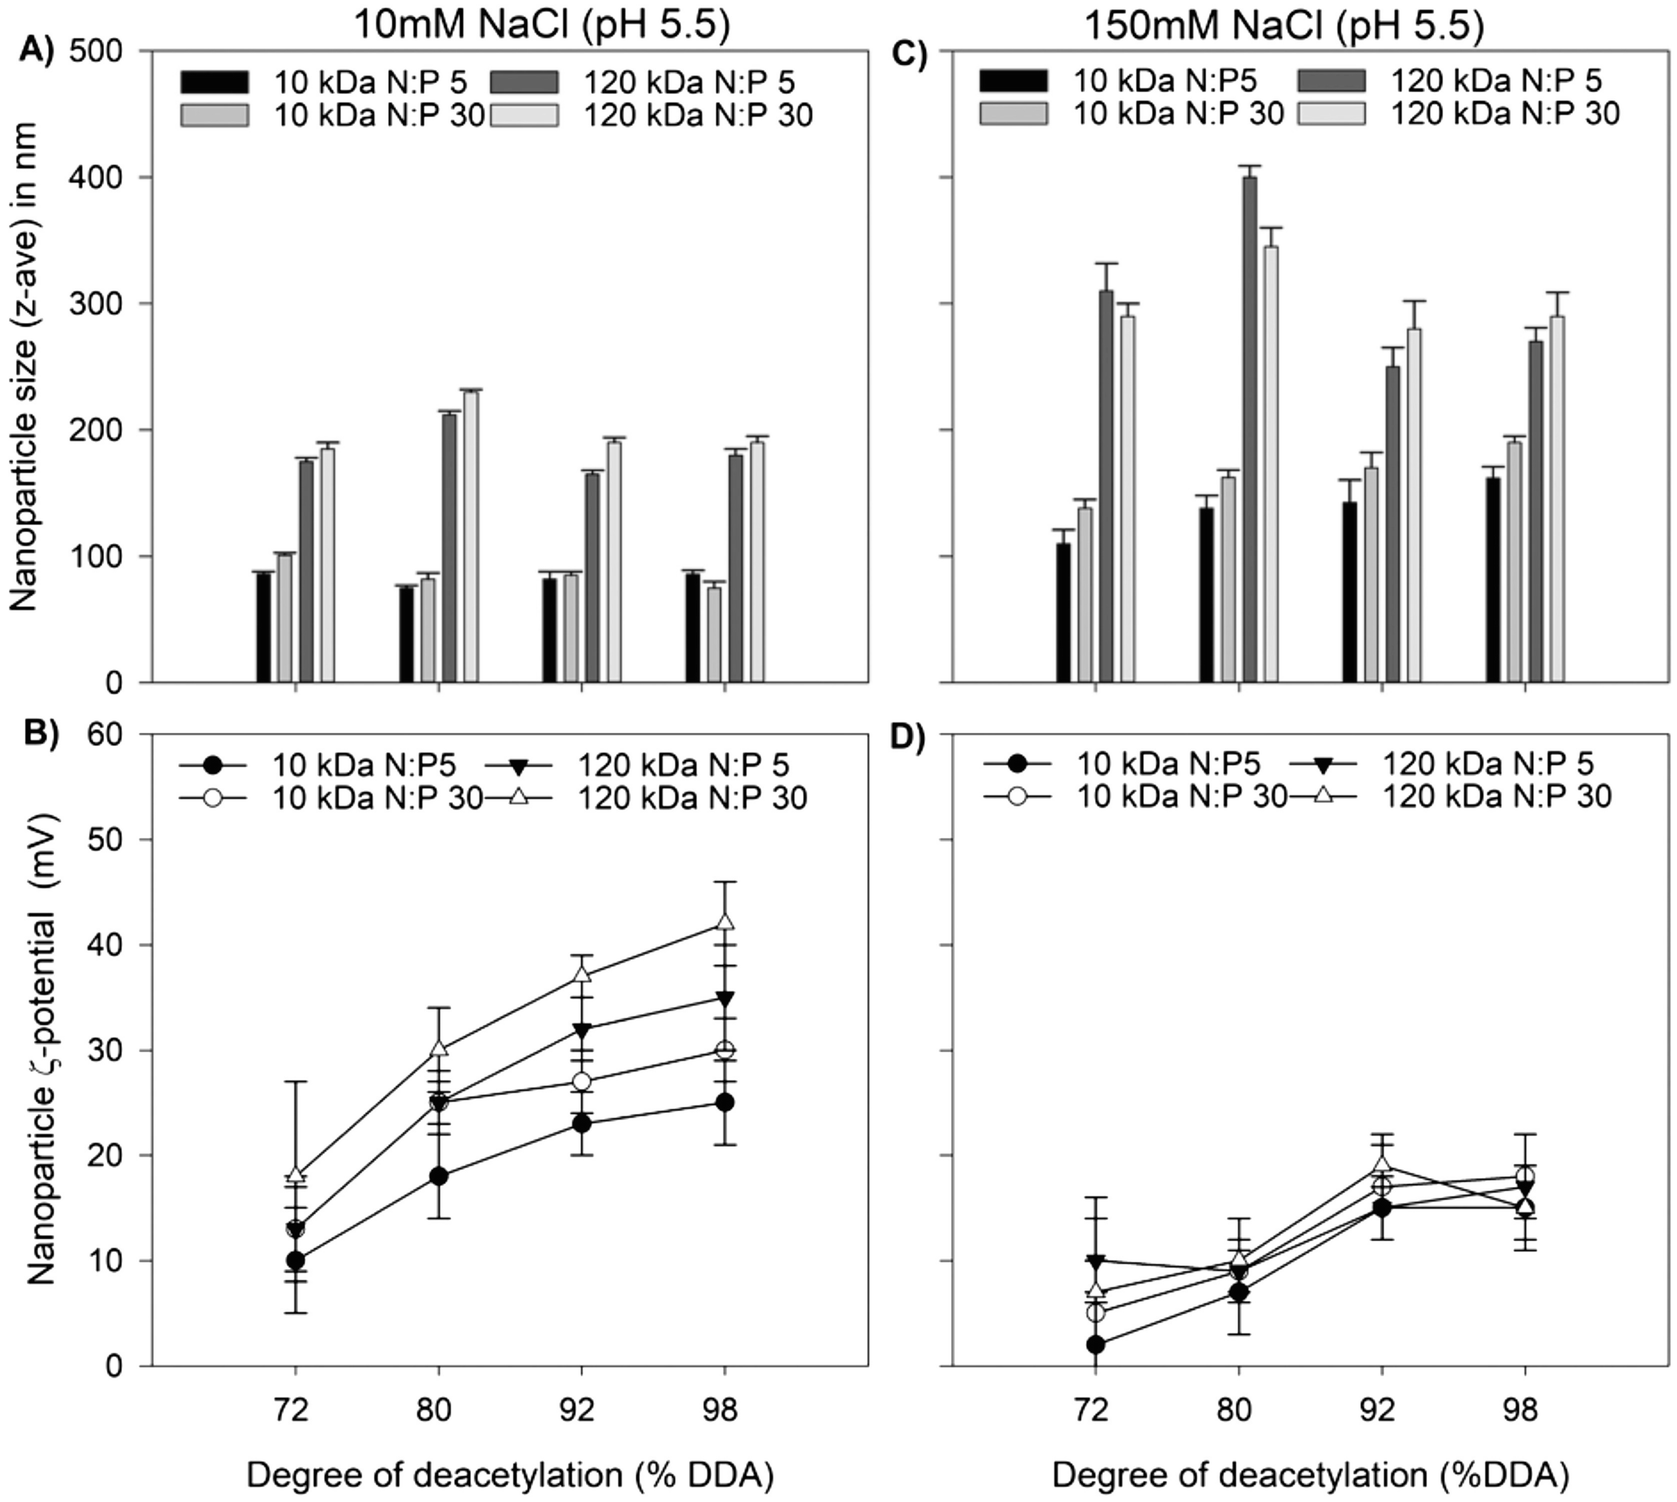 10mM NaCl (pH 5.5)
150mM NaCl (pH 5.5)
A)
500
400
300
200
100
0
Nanoparticle size (z-ave) in nm
10 kDa N:P 5
120 kDa N:P 5
10 kDa N:P 30
120 kDa N:P 30
C)
10 kDa N:P5
120 kDa N:P 5
10 kDa N:P 30
120 kDa N:P 30
B)
60
50
40
30
20
10
0
Nanoparticle ζ-potential (mV)
10 kDa N:P5
120 kDa N:P 5
10 kDa N:P 30
120 kDa N:P 30
72 80 92 98
Degree of deacetylation (% DDA)
D)
10 kDa N:P5
120 kDa N:P 5
10 kDa N:P 30
120 kDa N:P 30
72 80 92 98
Degree of deacetylation (%DDA)